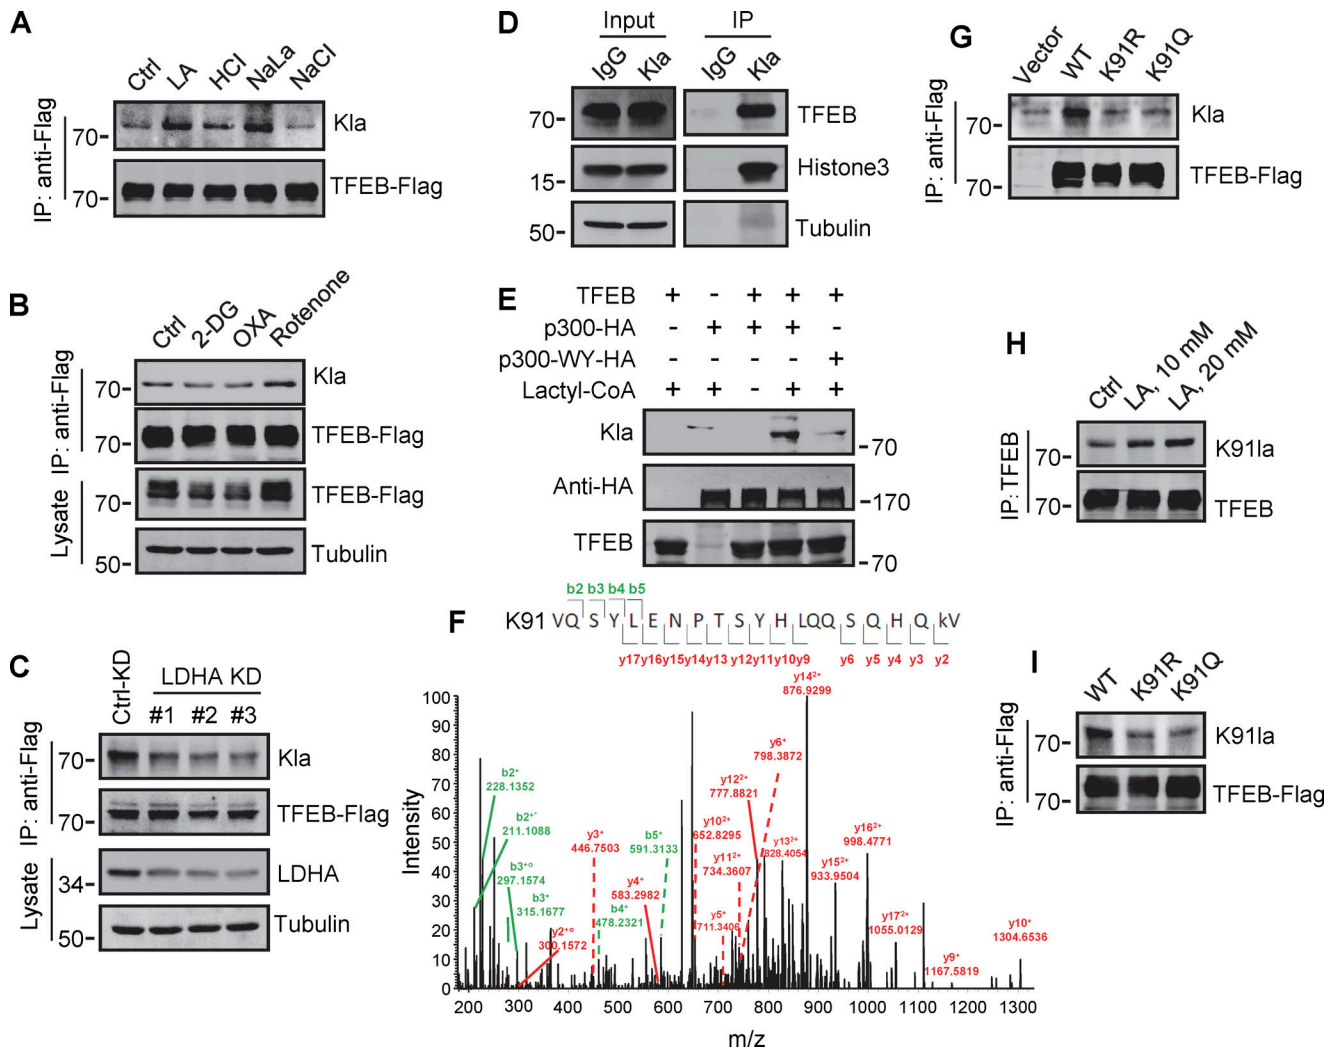 A
Ctrl LA HCl NaLa NaCl
IP: anti-Flag
70
Kla
70
TFEB-Flag
B
Ctrl 2-DG OXA Rotenone
IP: anti-Flag
70
Kla
70
TFEB-Flag
Lysate
70
TFEB-Flag
50
Tubulin
C
Ctrl-KD
LDHA KD
#1 #2 #3
IP: anti-Flag
70
Kla
70
TFEB-Flag
Lysate
34
LDHA
50
Tubulin
D
Input IP
IgG Kla IgG Kla
70
TFEB
15
Histone3
50
Tubulin
E
TFEB + - + + +
p300-HA - + + + -
p300-WY-HA - - - - +
Lactyl-CoA + + - + +
Kla
70
Anti-HA
170
TFEB
70
F
b2 b3 b4 b5
K91 VQ S Y L E N P T S Y H LQQ S Q H Q kV
y17 y16 y15 y14 y13 y12 y11 y10 y9 y6 y5 y4 y3 y2
Intensity
100
90
80
70
60
50
40
30
20
10
0
200 300 400 500 600 700 800 900 1000 1100 1200 1300
m/z
b2⁺
228.1352
b2⁺*
211.1088
b3⁺°
297.1574
b3⁺
315.1677
y2⁺°
300.1572
y3⁺
446.7503
b4⁺
478.2321
b5⁺
591.3133
y4⁺
583.2982
y10²⁺
652.8295
y5⁺
711.3406
y11²⁺
734.3607
y12²⁺
777.8821
y6⁺
798.3872
y13²⁺
828.4054
y14²⁺
876.9299
y15²⁺
933.9504
y16²⁺
998.4771
y17²⁺
1055.0129
y9⁺
1167.5819
y10⁺
1304.6536
G
Vector WT K91R K91Q
IP: anti-Flag
70
Kla
70
TFEB-Flag
H
Ctrl LA, 10 mM LA, 20 mM
IP: TFEB
70
K91la
70
TFEB
I
WT K91R K91Q
IP: anti-Flag
70
K91la
70
TFEB-Flag